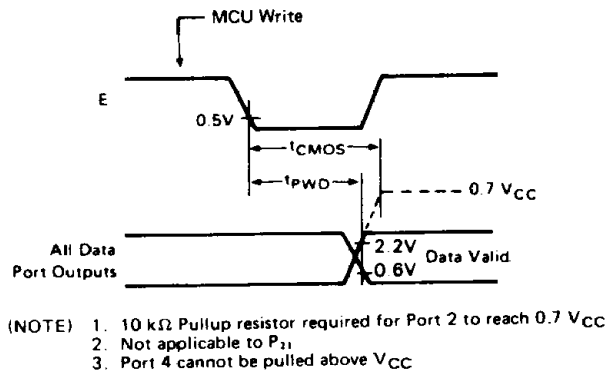 MCU Write
E
0.5V
tCMOS
tPWD
0.7 VCC
All Data
Port Outputs
2.2V
0.6V
Data Valid
(NOTE) 1. 10 kΩ Pullup resistor required for Port 2 to reach 0.7 VCC
2. Not applicable to P21
3. Port 4 cannot be pulled above VCC